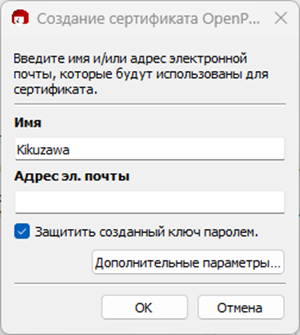 Создание сертификата OpenP...
Введите имя и/или адрес электронной
почты, которые будут использованы для
сертификата.
Имя
Kikuzawa
Адрес эл. почты
Защитить созданный ключ паролем.
Дополнительные параметры...
OK
Отмена